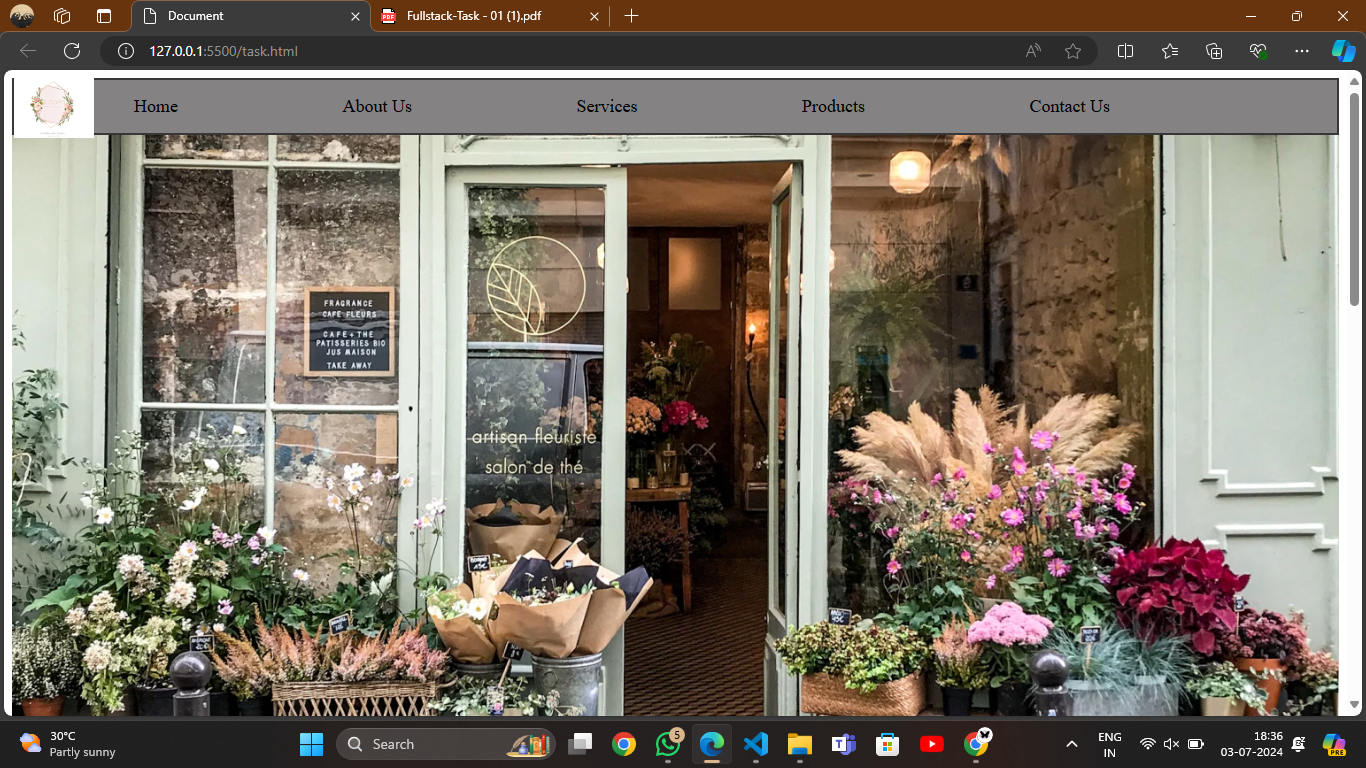 Document
Fullstack-Task - 01 (1).pdf
127.0.0.1:5500/task.html
Home
About Us
Services
Products
Contact Us
FRAGRANCE
CAFE FLEURS
CAFE + THE
PATISSERIES BIO
JUS MAISON
TAKE AWAY
artisan fleuriste
salon de thé
30°C
Partly sunny
Search
5
ENG
IN
18:36
03-07-2024
PRE